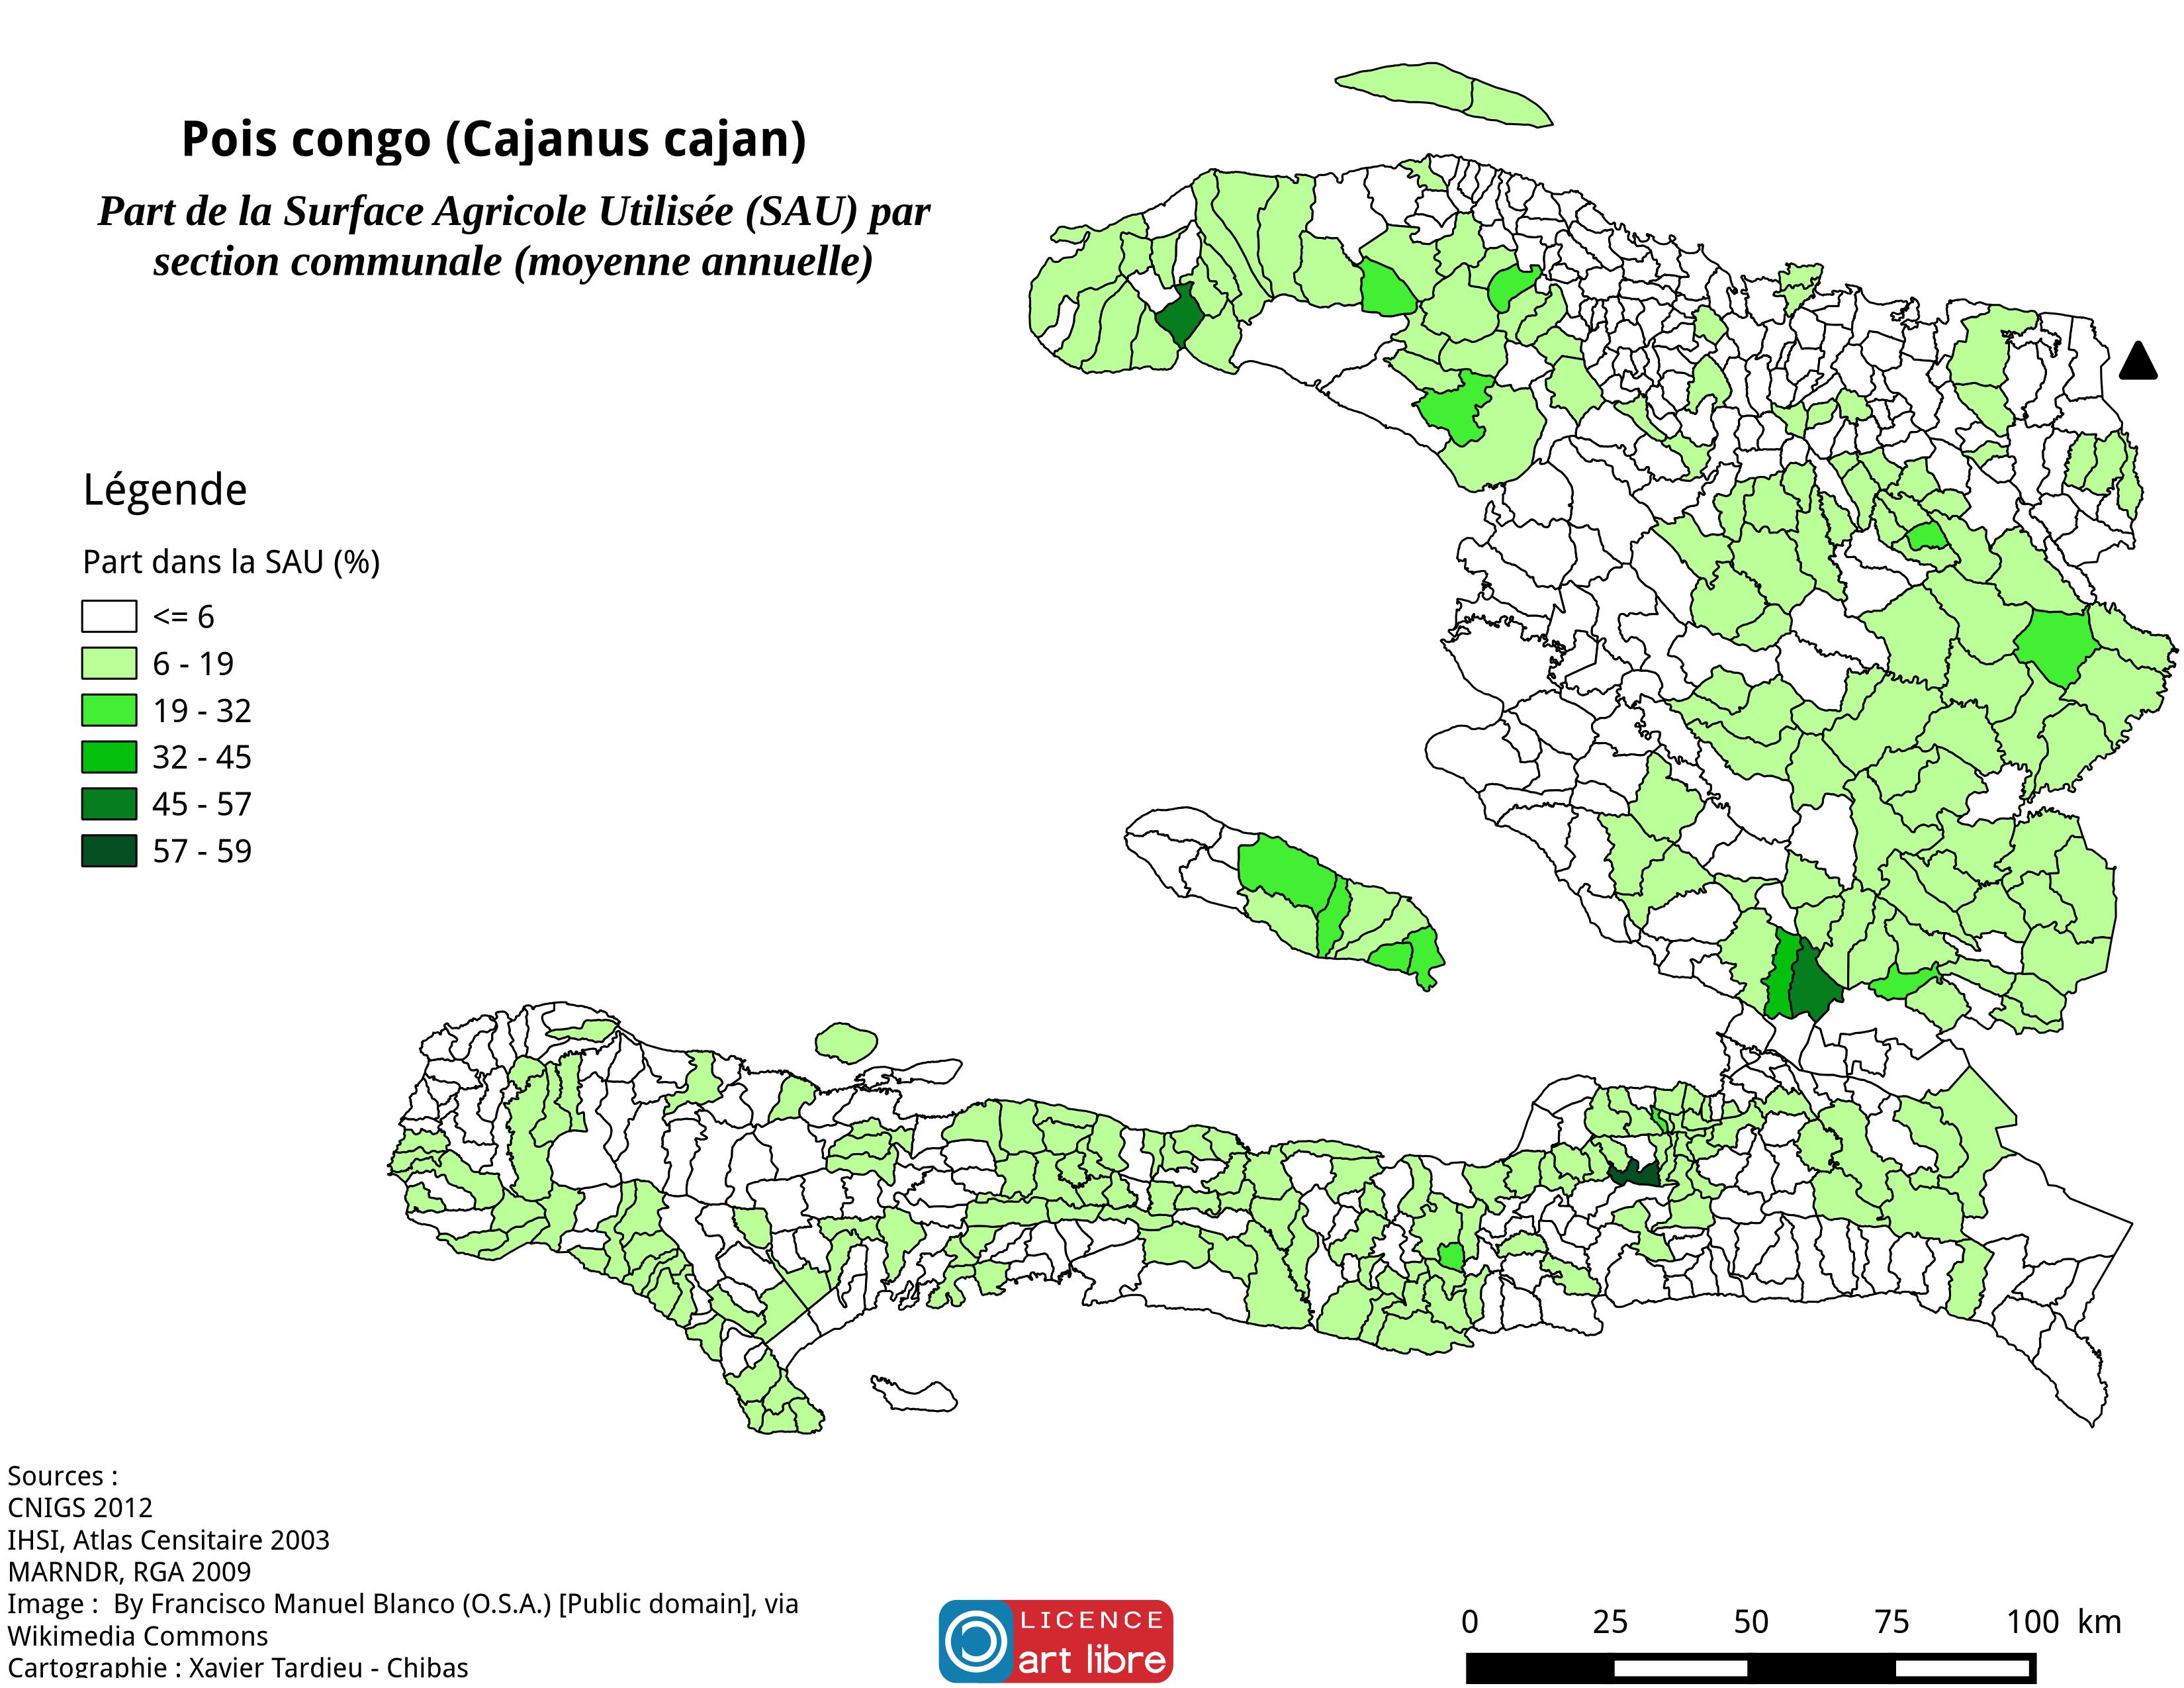 Pois congo (Cajanus cajan)
Part de la Surface Agricole Utilisée (SAU) par
section communale (moyenne annuelle)
Légende
Part dans la SAU (%)
<= 6
6 - 19
19 - 32
32 - 45
45 - 57
57 - 59
Sources :
CNIGS 2012
IHSI, Atlas Censitaire 2003
MARNDR, RGA 2009
Image :  By Francisco Manuel Blanco (O.S.A.) [Public domain], via
Wikimedia Commons
Cartographie : Xavier Tardieu - Chibas
LICENCE
art libre
0 25 50 75 100 km